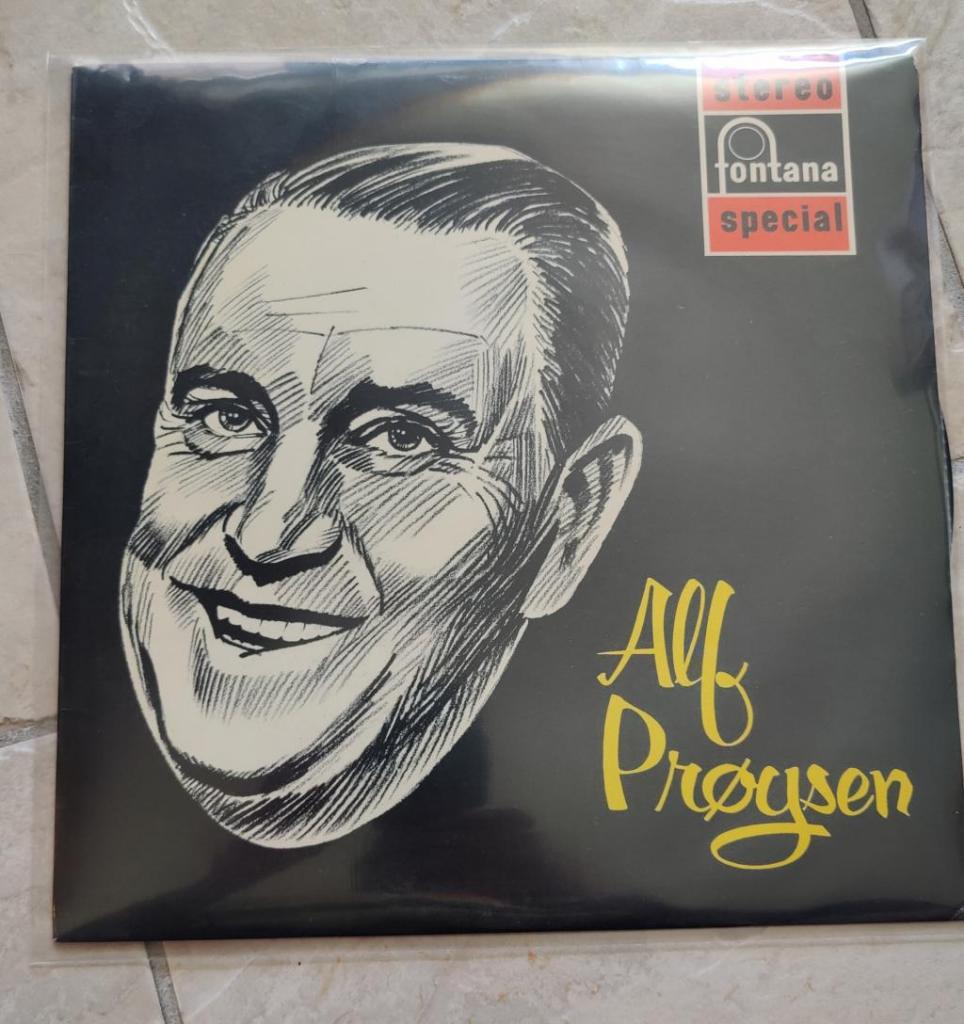 stereo
fontana
special
Alf
Prøysen